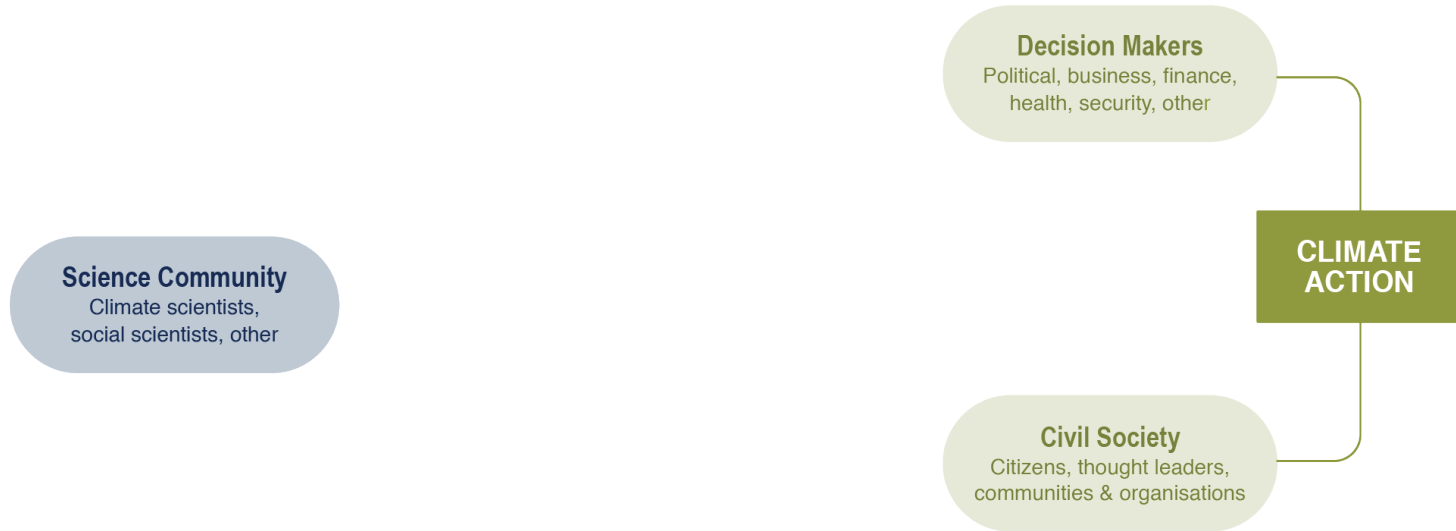 Decision Makers
Political, business, finance,
health, security, other
CLIMATE
ACTION
Science Community
Climate scientists,
social scientists, other
Civil Society
Citizens, thought leaders,
communities & organisations